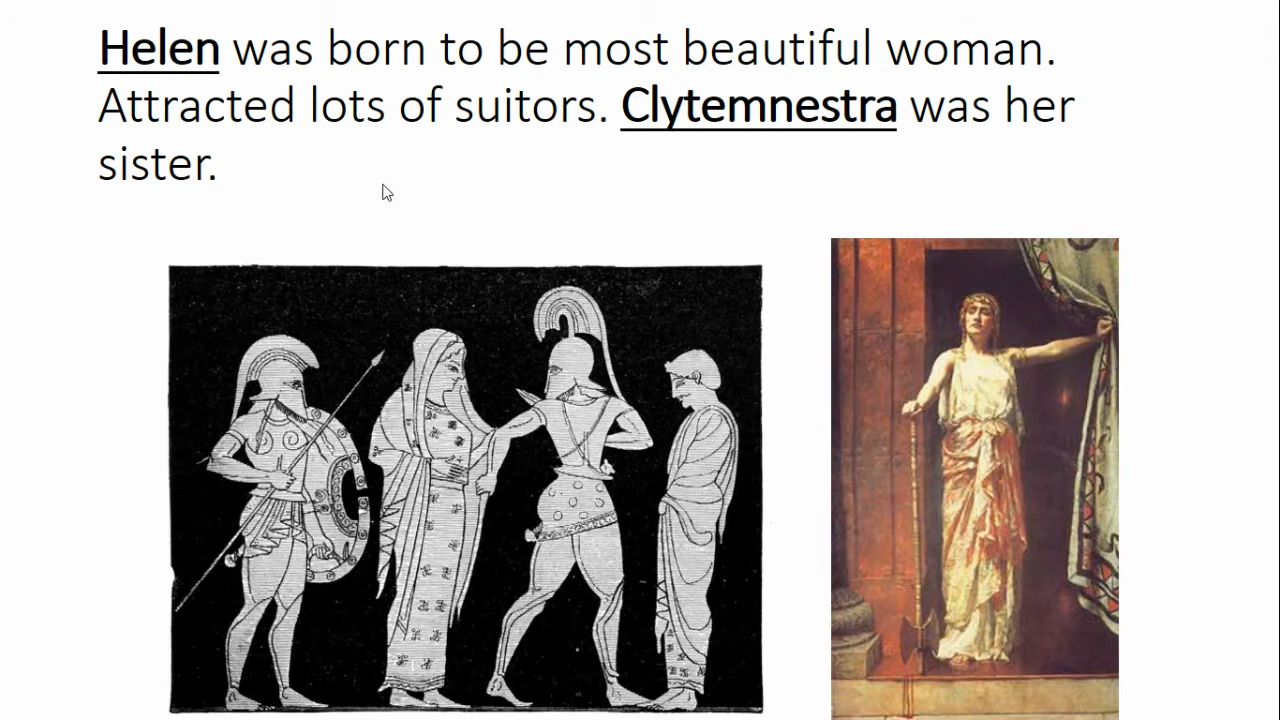 Helen was born to be most beautiful woman.
Attracted lots of suitors. Clytemnestra was her
sister.